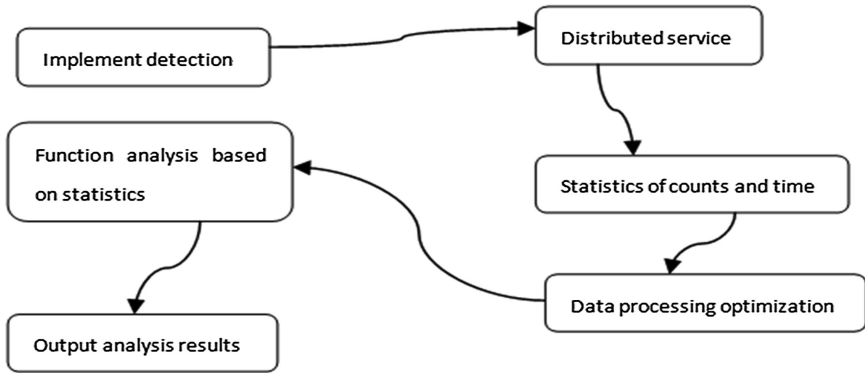 Implement detection
Distributed service
Statistics of counts and time
Data processing optimization
Function analysis based
on statistics
Output analysis results